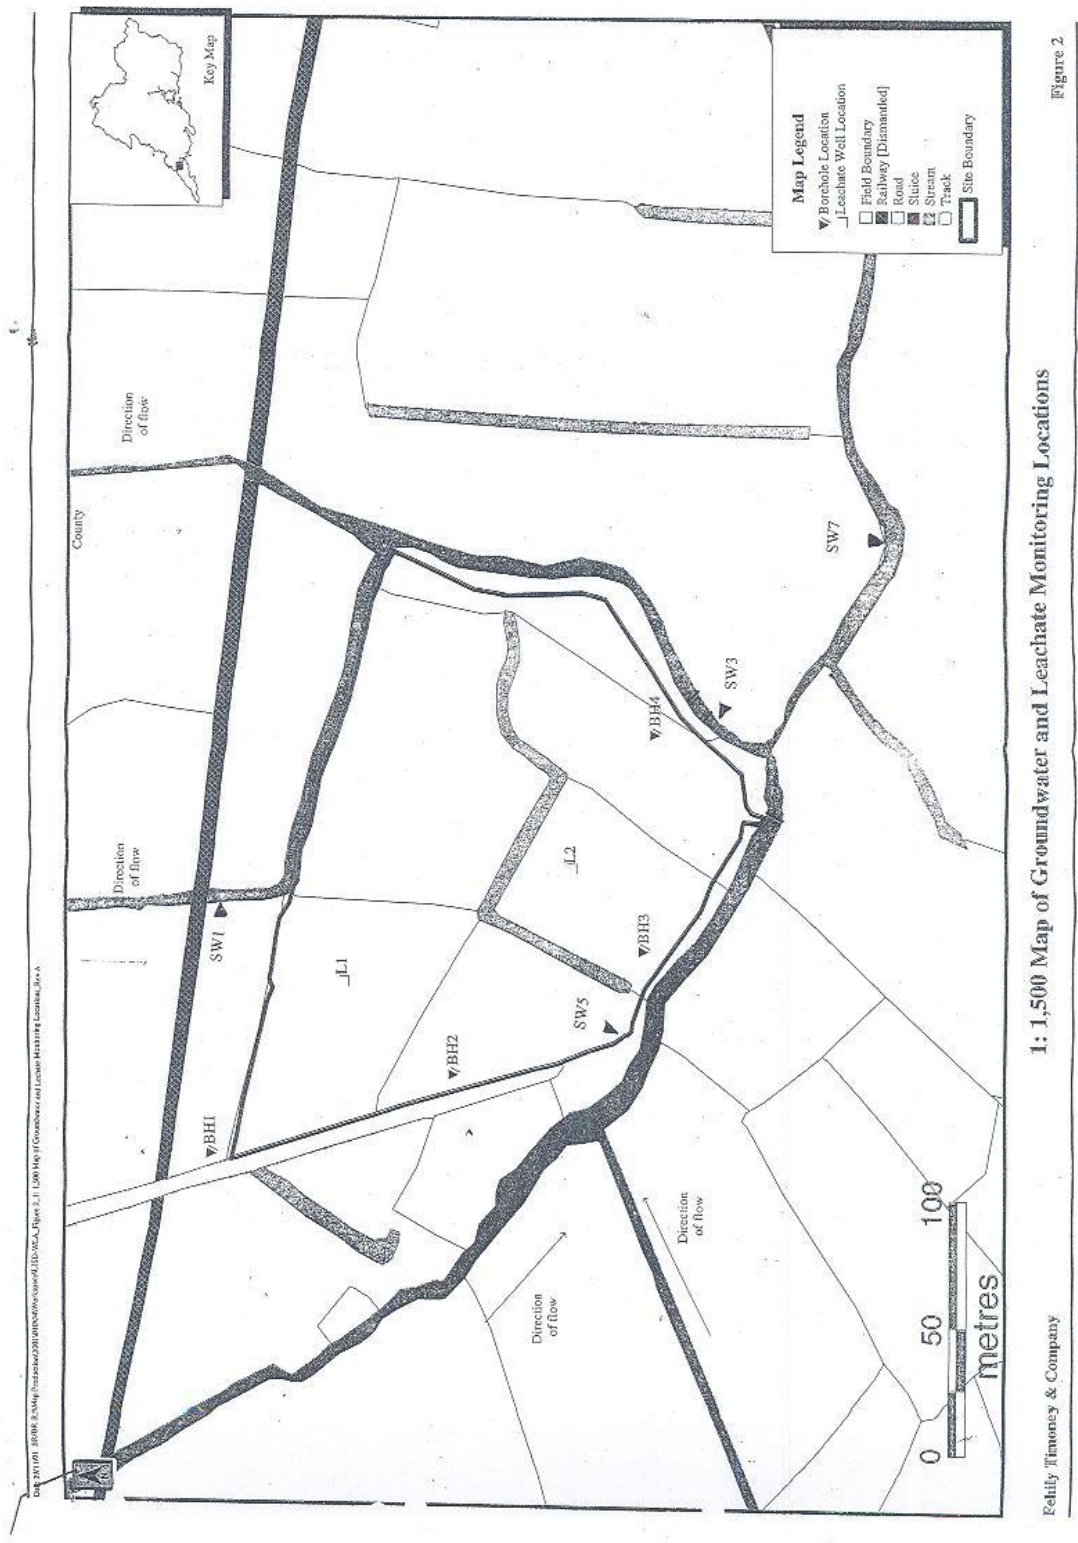 Key Map
County
Direction
of flow
Direction
of flow
SW1
BH1
L1
BH2
SW5
BH3
L2
BH4
SW3
SW7
Direction
of flow
Direction
of flow
Map Legend
Borehole Location
Leachate Well Location
Field Boundary
Railway [Dismantled]
Road
Sluice
Stream
Track
Site Boundary
0 50 100
metres
1: 1,500 Map of Groundwater and Leachate Monitoring Locations
Fehily Timoney & Company
Figure 2